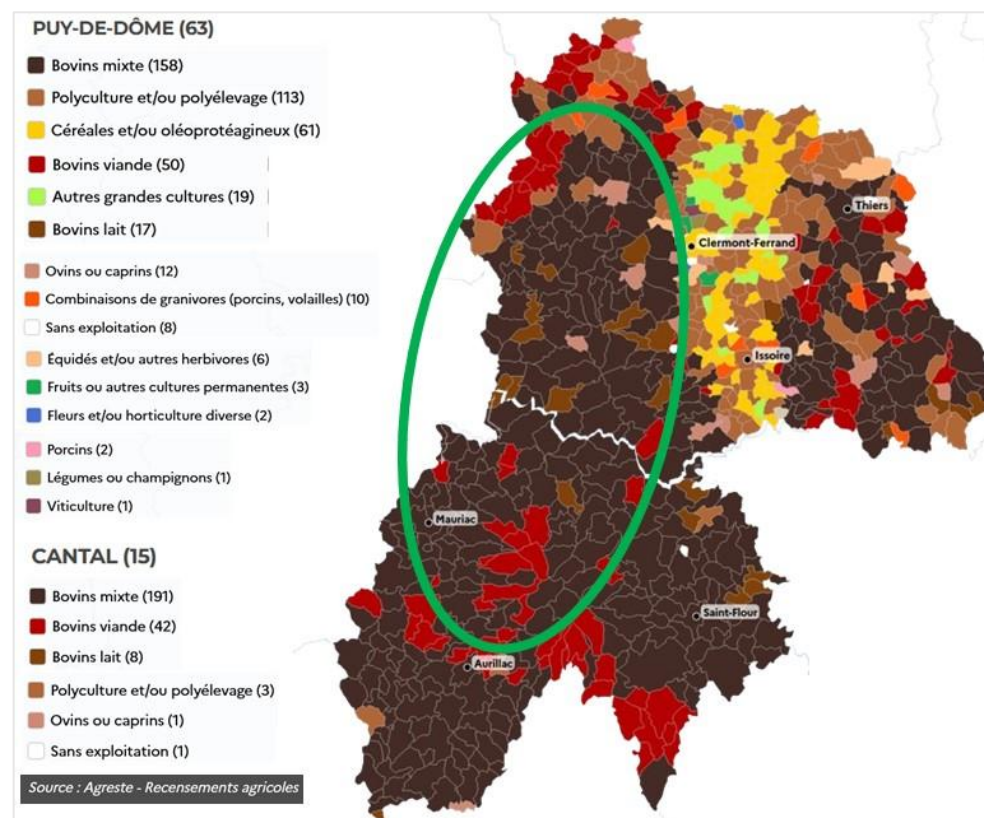 PUY-DE-DÔME (63)
Bovins mixte (158)
Polyculture et/ou polyélevage (113)
Céréales et/ou oléoprotéagineux (61)
Bovins viande (50)
Autres grandes cultures (19)
Bovins lait (17)
Ovins ou caprins (12)
Combinaisons de granivores (porcins, volailles) (10)
Sans exploitation (8)
Équidés et/ou autres herbivores (6)
Fruits ou autres cultures permanentes (3)
Fleurs et/ou horticulture diverse (2)
Porcins (2)
Légumes ou champignons (1)
Viticulture (1)
CANTAL (15)
Bovins mixte (191)
Bovins viande (42)
Bovins lait (8)
Polyculture et/ou polyélevage (3)
Ovins ou caprins (1)
Sans exploitation (1)
Source : Agreste - Recensements agricoles
Thiers
Clermont-Ferrand
Issoire
Mauriac
Saint-Flour
Aurillac